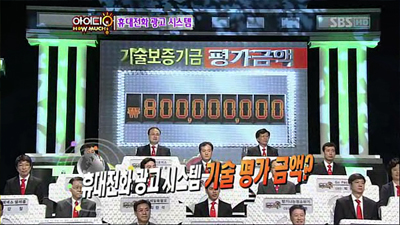 아이디어
HOW MUCH?
휴대전화 광고 시스템
SBS HD
기술보증기금 평가금액
₩800,000,000
휴대전화 광고 시스템 기술 평가 금액?